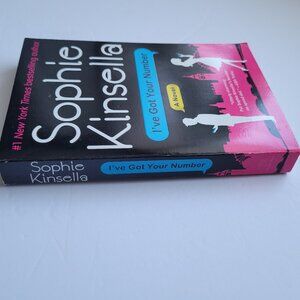 #1 New York Times bestselling author
Sophie
Kinsella
I've Got Your Number
A Novel
Sophie
Kinsella
I've Got Your Number